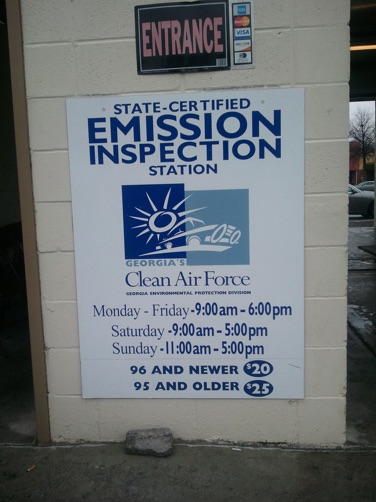 ENTRANCE
VISA
STATE-CERTIFIED
EMISSION
INSPECTION
STATION
GEORGIA'S
Clean Air Force
GEORGIA ENVIRONMENTAL PROTECTION DIVISION
Monday - Friday - 9:00am - 6:00pm
Saturday - 9:00am - 5:00pm
Sunday - 11:00am - 5:00pm
96 AND NEWER $20
95 AND OLDER $25